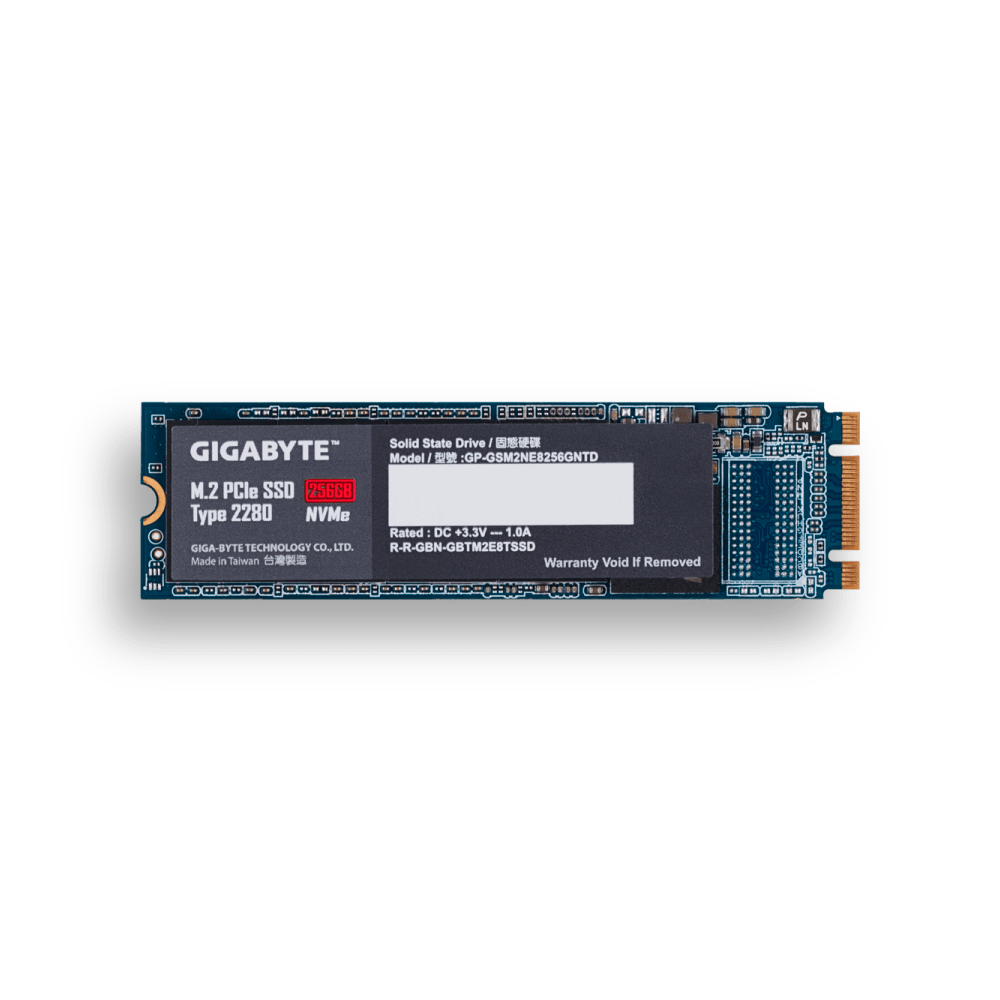 GIGABYTE™
M.2 PCIe SSD 256GB
Type 2280 NVMe
GIGA-BYTE TECHNOLOGY CO., LTD.
Made in Taiwan 台灣製造
Solid State Drive / 固態硬碟
Model / 型號 :GP-GSM2NE8256GNTD
Rated : DC +3.3V --- 1.0A
R-R-GBN-GBTM2E8TSSD
Warranty Void If Removed
P
LN